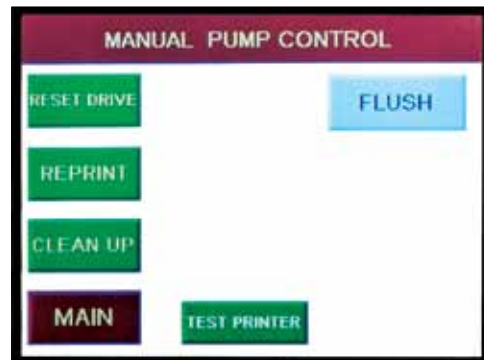 MANUAL PUMP CONTROL
RESET DRIVE
FLUSH
REPRINT
CLEAN UP
MAIN
TEST PRINTER